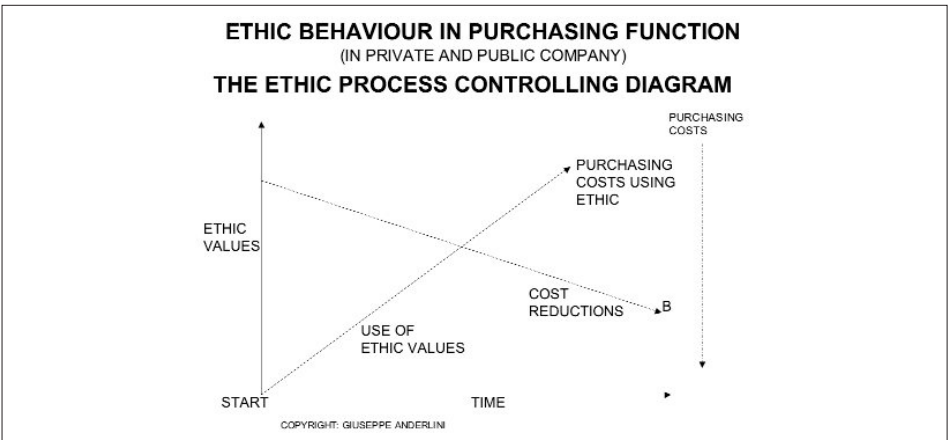 ETHIC BEHAVIOUR IN PURCHASING FUNCTION
(IN PRIVATE AND PUBLIC COMPANY)
THE ETHIC PROCESS CONTROLLING DIAGRAM
PURCHASING
COSTS
PURCHASING
COSTS USING
ETHIC
ETHIC
VALUES
COST
REDUCTIONS
B
USE OF
ETHIC VALUES
START
TIME
COPYRIGHT: GIUSEPPE ANDERLINI